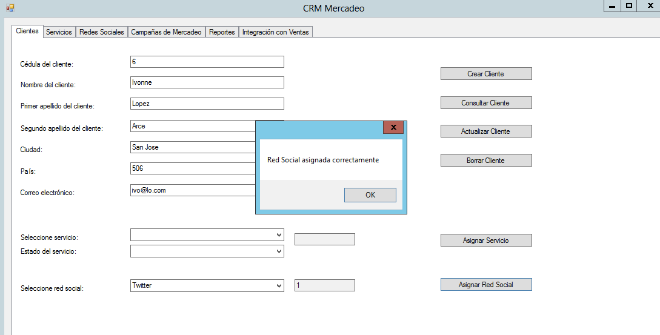 CRM Mercadeo
Clientes Servicios Redes Sociales Campañas de Mercadeo Reportes Integración con Ventas
Cédula del cliente: 6 Crear Cliente
Nombre del cliente: Ivonne
Primer apellido del cliente: Lopez Consultar Cliente
Segundo apellido del cliente: Arce X Actualizar Cliente
Ciudad: San Jose
Red Social asignada correctamente Borrar Cliente
País: 506
Correo electrónico: ivo@lo.com OK
Seleccione servicio: Asignar Servicio
Estado del servicio:
Seleccione red social: Twitter 1 Asignar Red Social